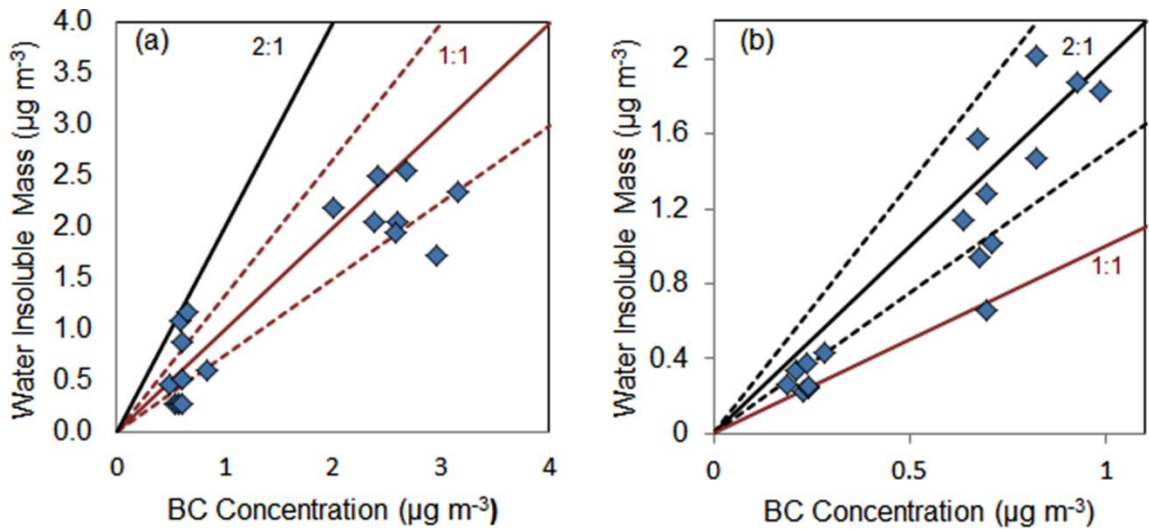 (a)
2:1
1:1
Water Insoluble Mass (µg m-3)
4.0
3.5
3.0
2.5
2.0
1.5
1.0
0.5
0.0
0 1 2 3 4
BC Concentration (µg m-3)
(b)
2:1
1:1
Water Insoluble Mass (µg m-3)
2
1.6
1.2
0.8
0.4
0
0 0.5 1
BC Concentration (µg m-3)